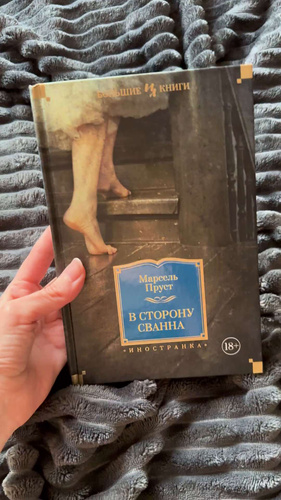 БОЛЬШИЕ КНИГИ
Марсель
Пруст
В СТОРОНУ
СВАННА
•ИНОСТРАНКА•
18+